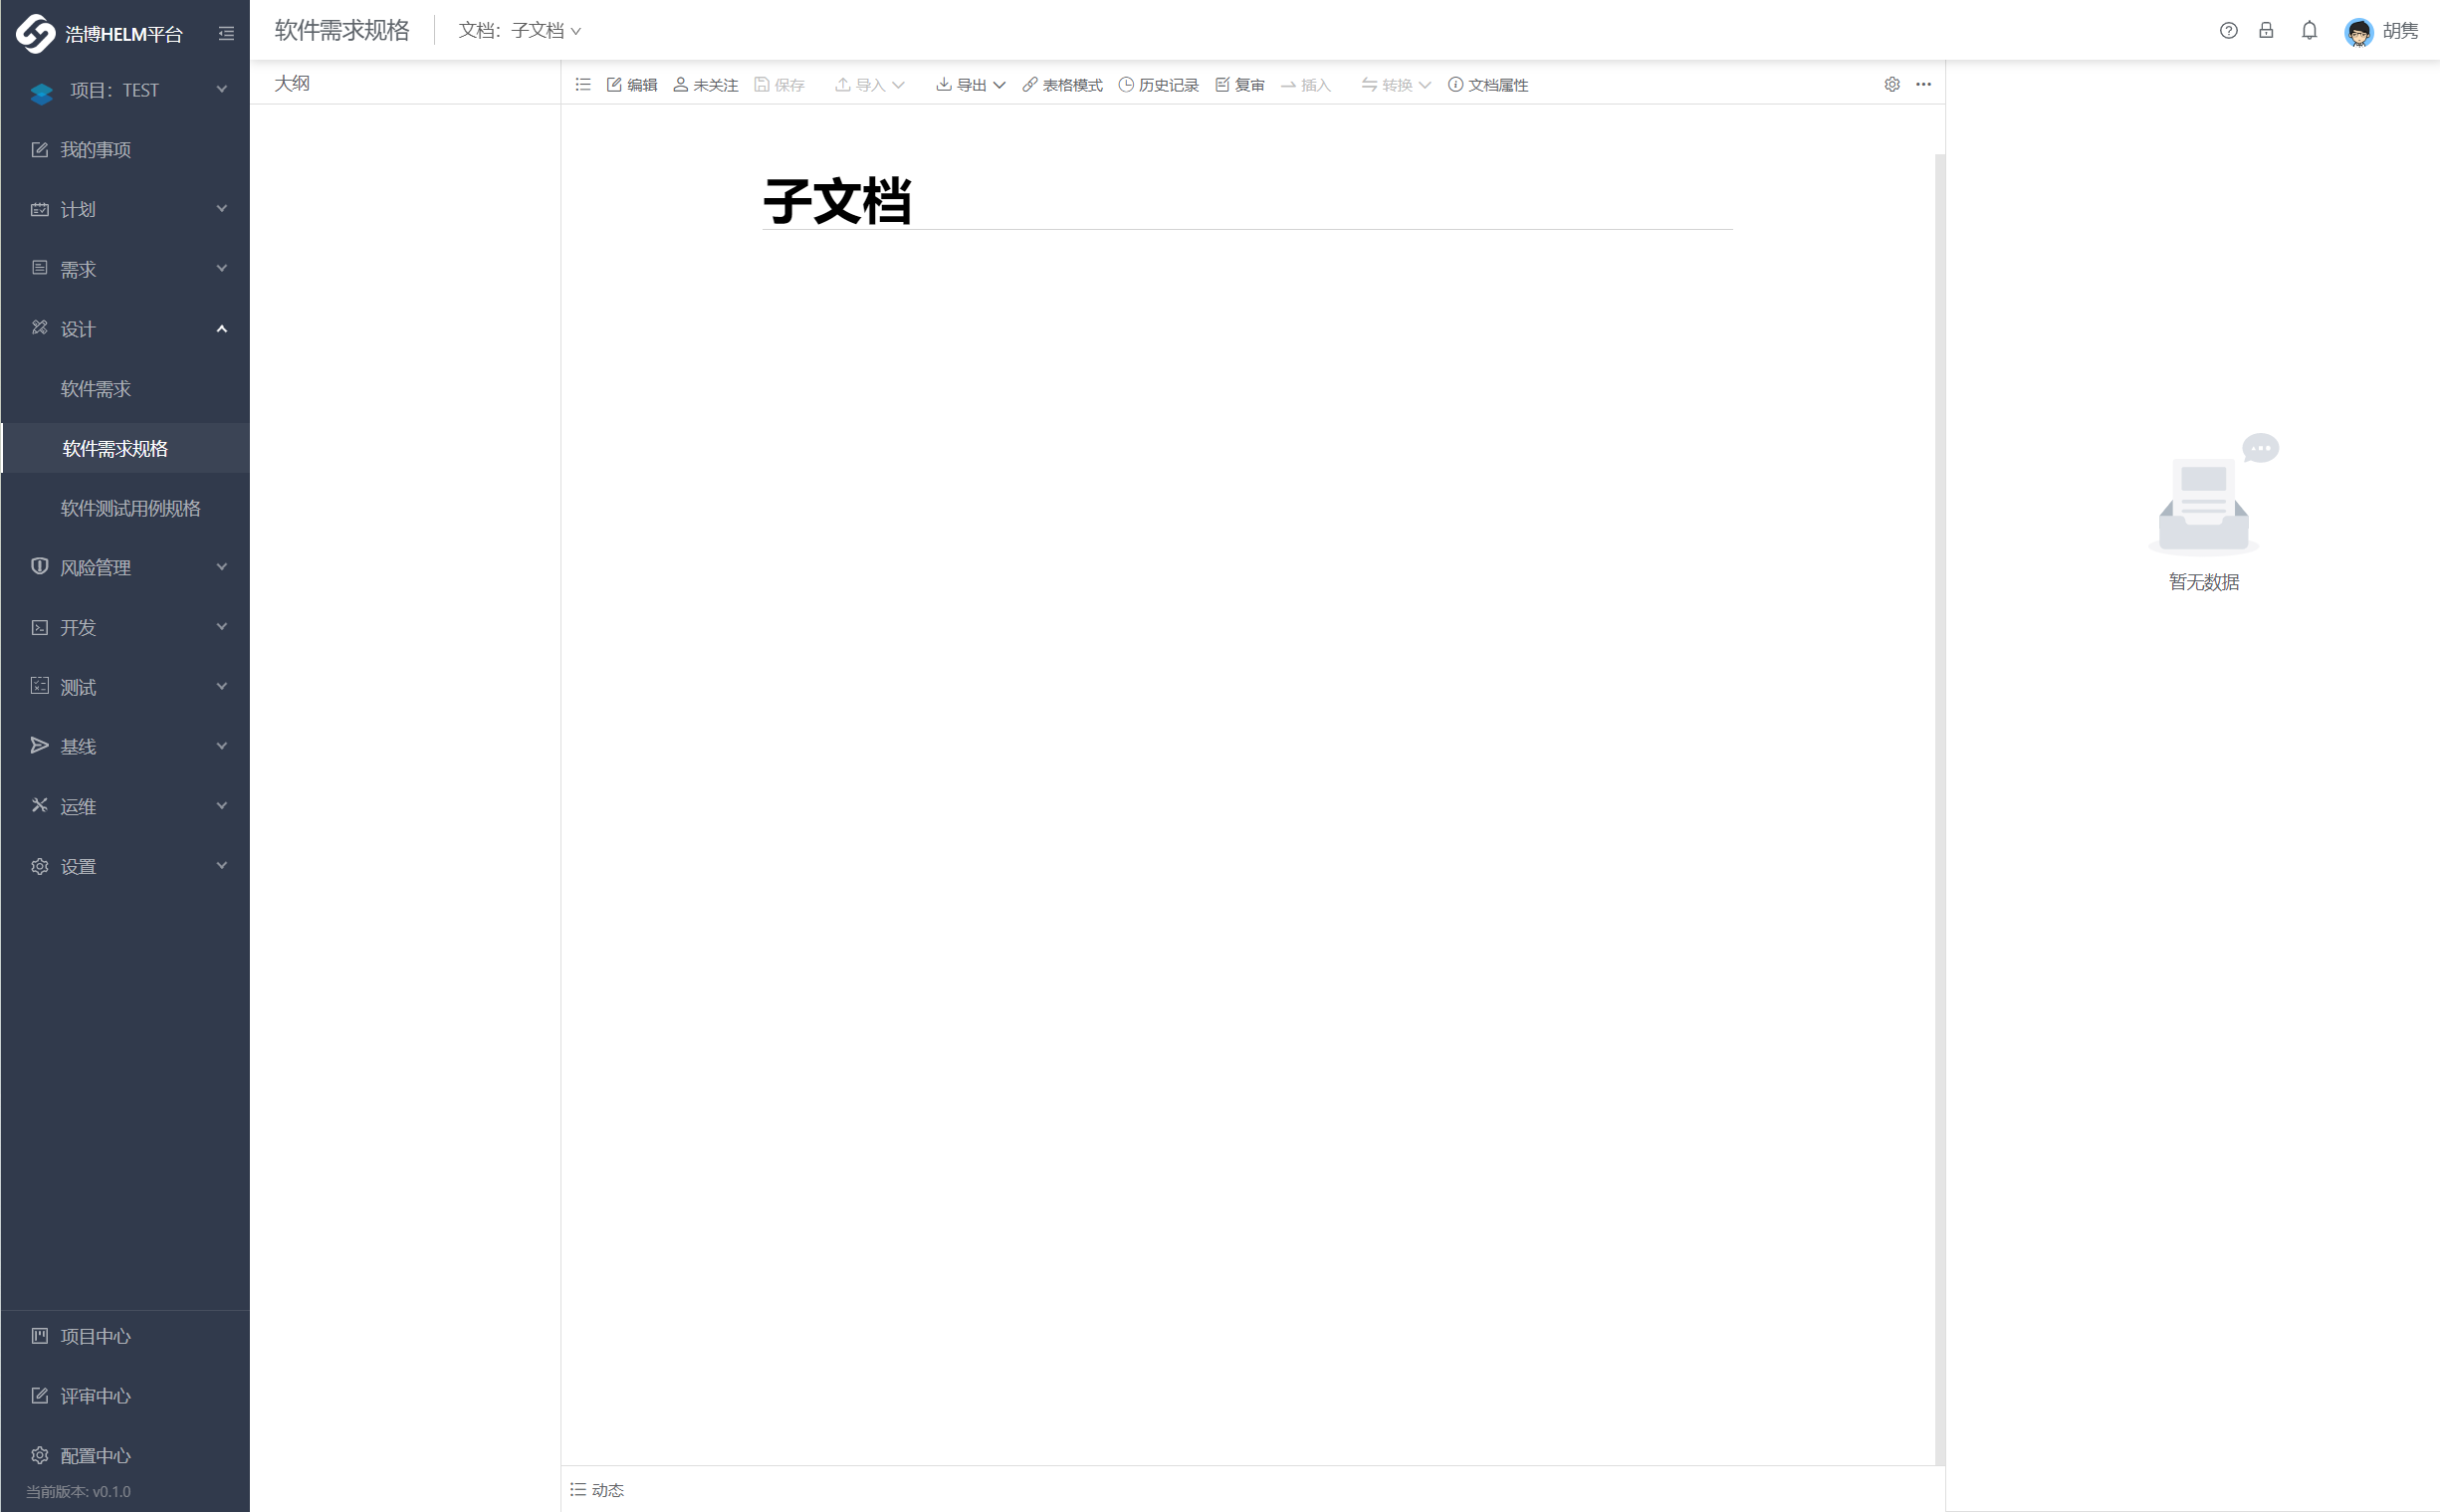 浩博HELM平台
项目：TEST
我的事项
计划
需求
设计
软件需求
软件需求规格
软件测试用例规格
风险管理
开发
测试
基线
运维
设置
项目中心
评审中心
配置中心
当前版本: v0.1.0
软件需求规格 文档：子文档
胡隽
大纲
编辑 未关注 保存 导入 导出 表格模式 历史记录 复审 插入 转换 文档属性
子文档
暂无数据
动态